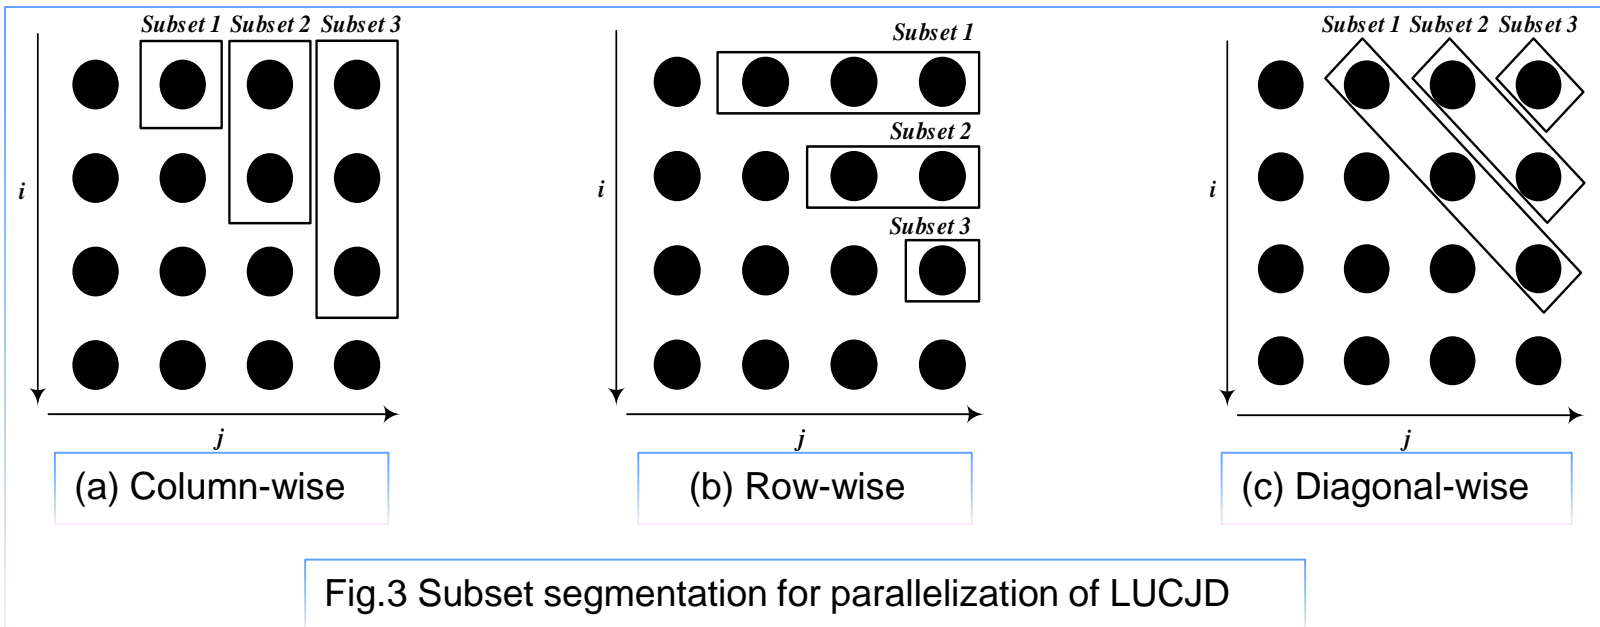 Subset 1 Subset 2 Subset 3
i
j
(a) Column-wise
Subset 1
Subset 2
Subset 3
i
j
(b) Row-wise
Subset 1 Subset 2 Subset 3
i
j
(c) Diagonal-wise
Fig.3 Subset segmentation for parallelization of LUCJD